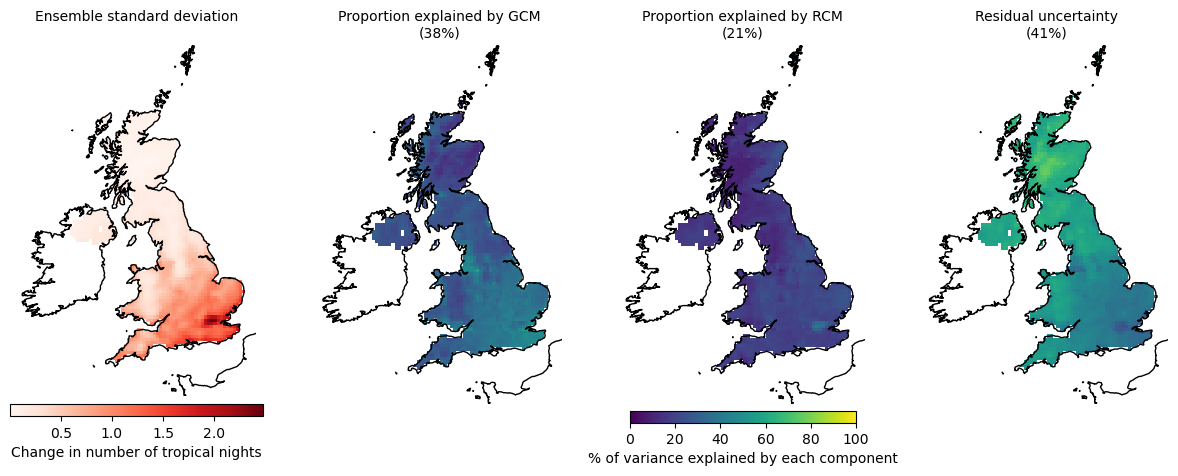 Ensemble standard deviation
Proportion explained by GCM
(38%)
Proportion explained by RCM
(21%)
Residual uncertainty
(41%)
0.5 1.0 1.5 2.0
Change in number of tropical nights
0 20 40 60 80 100
% of variance explained by each component